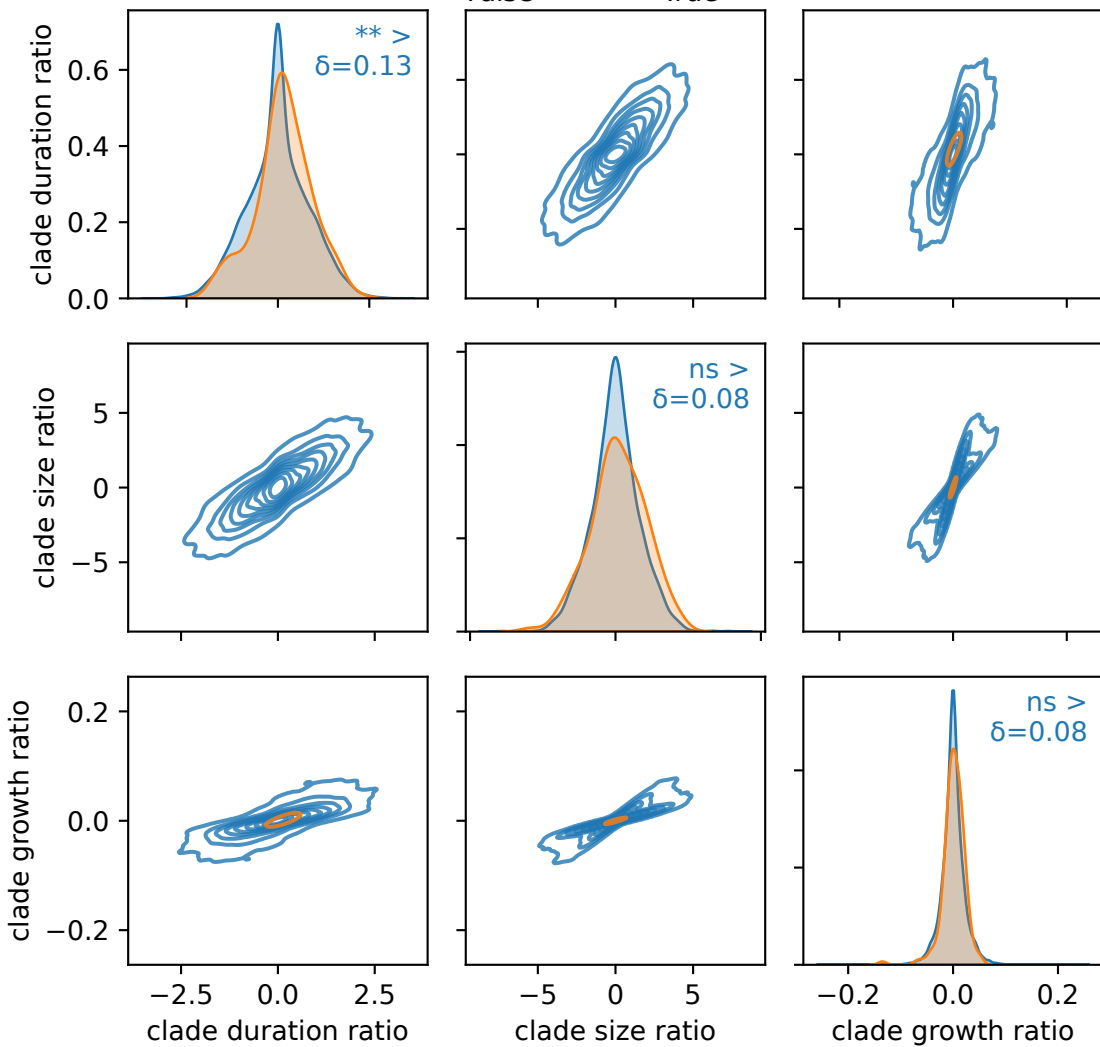 ** >
δ=0.13
clade duration ratio
0.6
0.4
0.2
0.0
ns >
δ=0.08
clade size ratio
5
0
−5
ns >
δ=0.08
clade growth ratio
0.2
0.0
−0.2
−2.5 0.0 2.5
−5 0 5
−0.2 0.0 0.2
clade duration ratio
clade size ratio
clade growth ratio